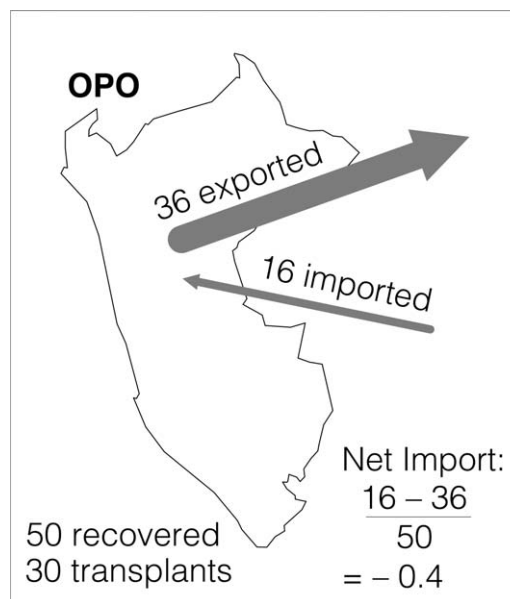 OPO
36 exported
16 imported
Net Import:
16 – 36
50
= – 0.4
50 recovered
30 transplants